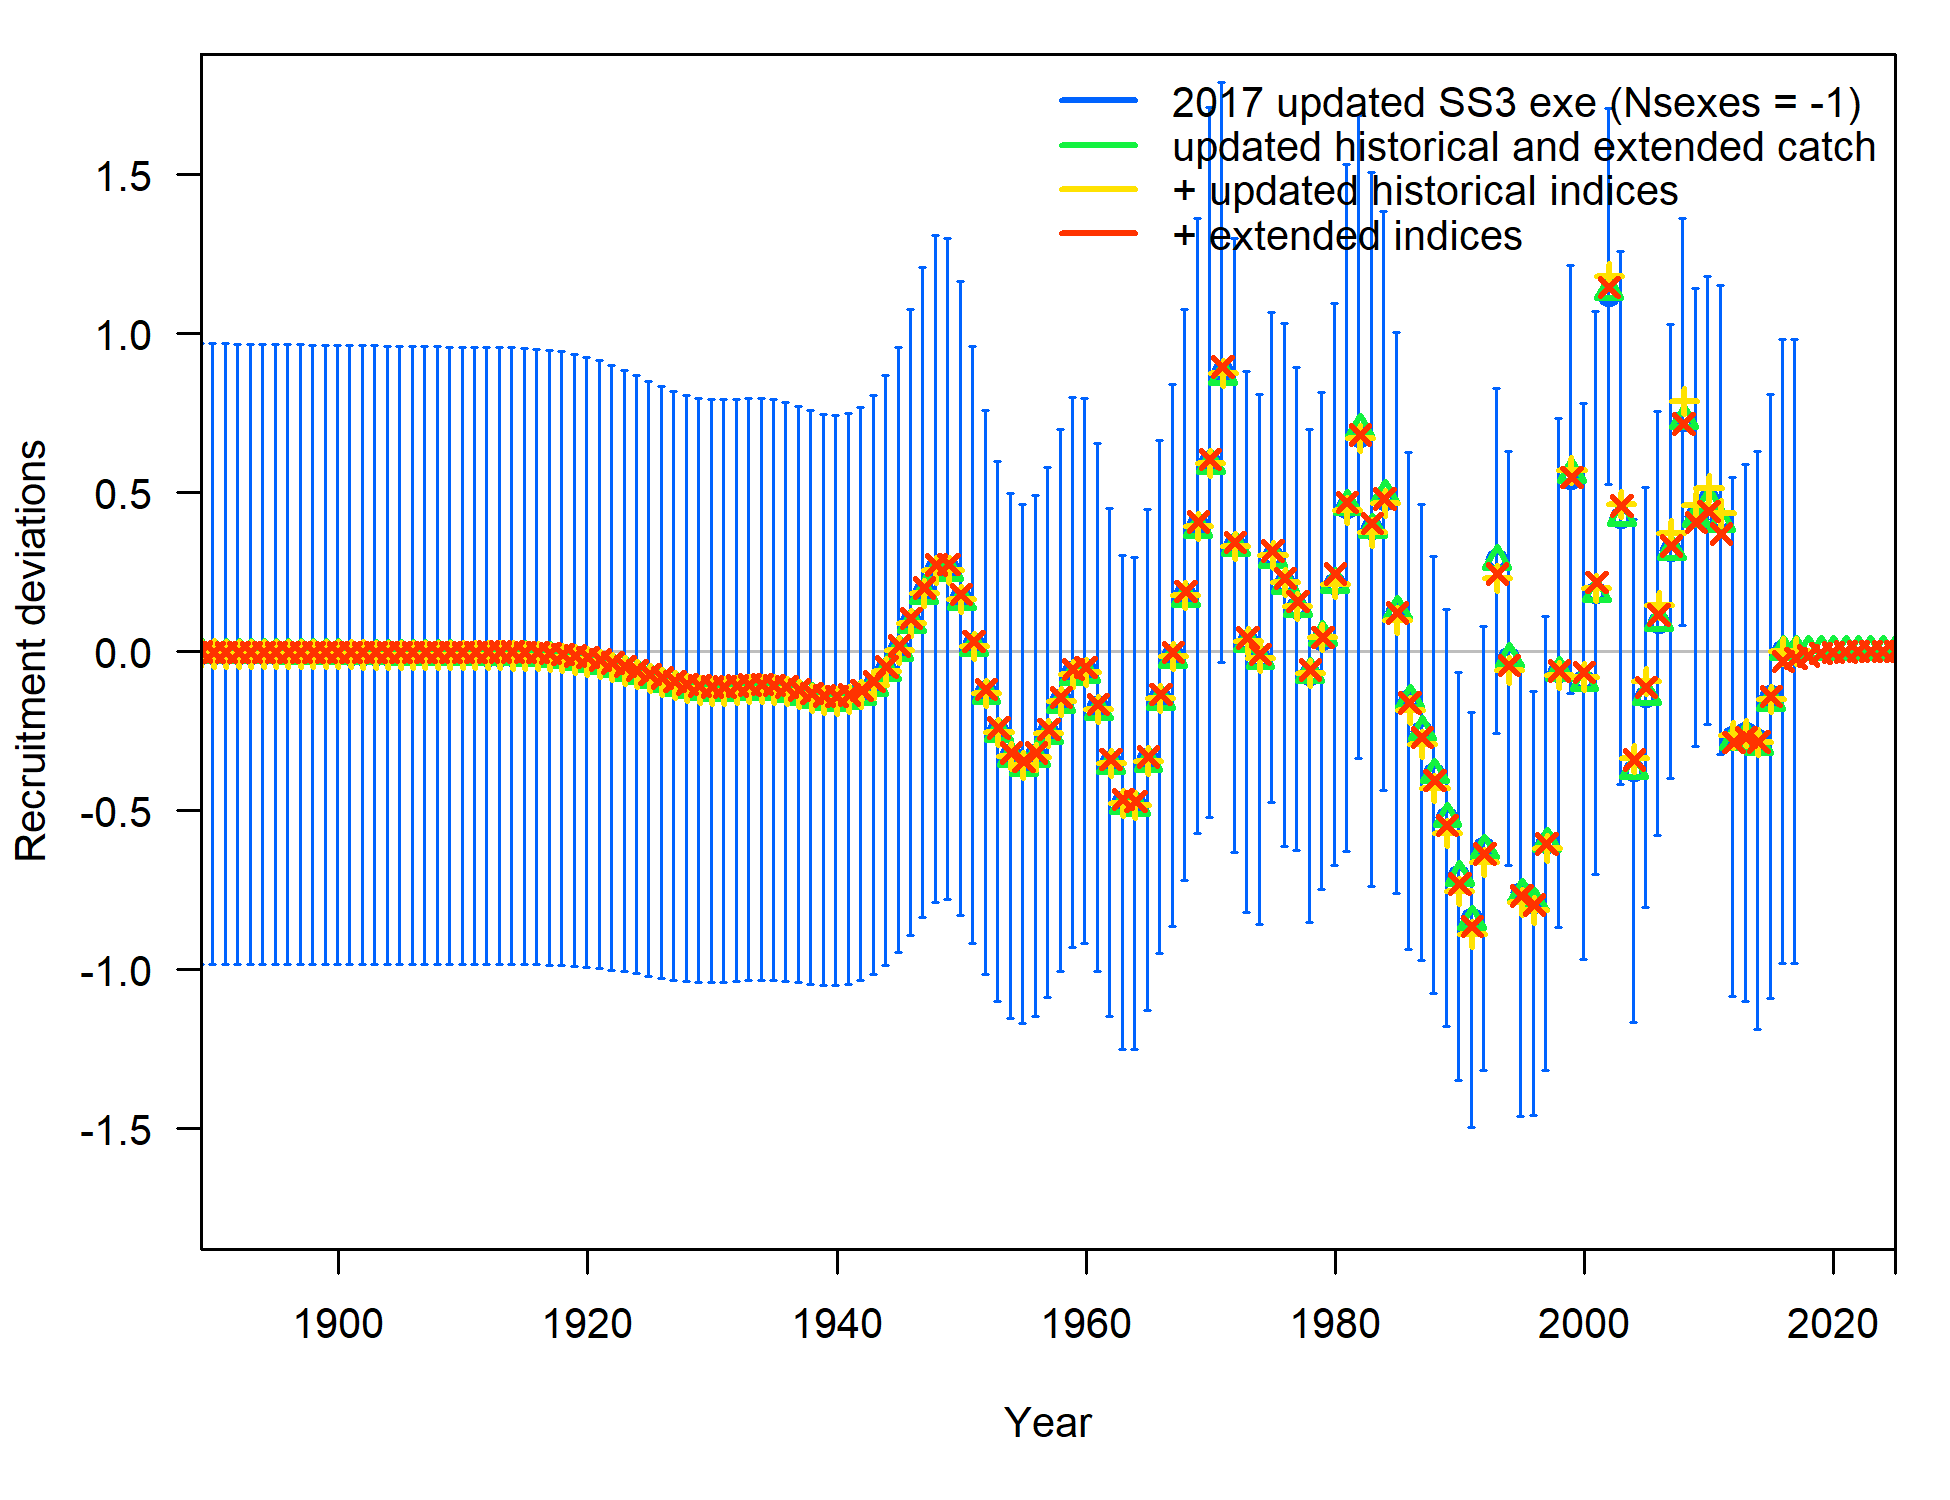 2017 updated SS3 exe (Nsexes = -1)
updated historical and extended catch
+ updated historical indices
+ extended indices
Recruitment deviations
1.5
1.0
0.5
0.0
-0.5
-1.0
-1.5
1900 1920 1940 1960 1980 2000 2020
Year